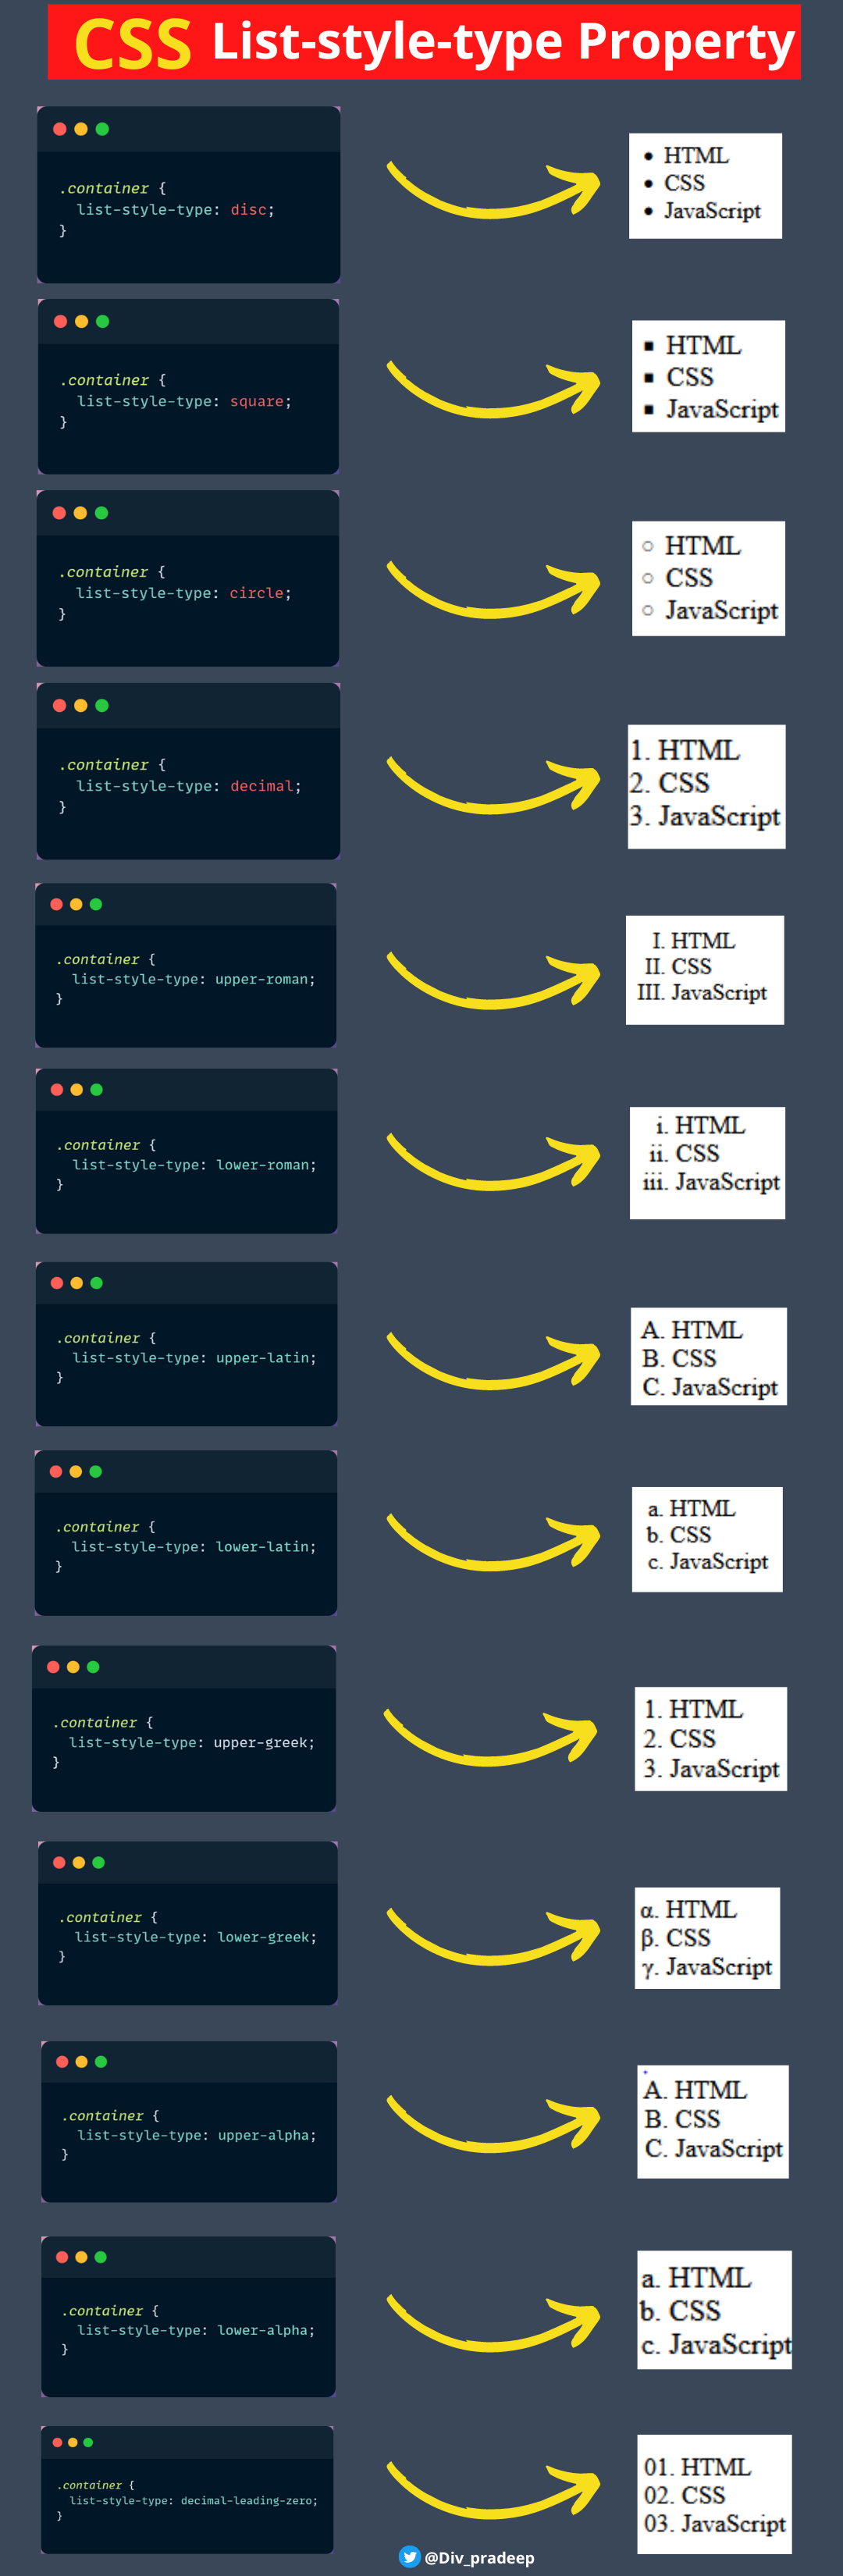 CSS List-style-type Property
.container {
list-style-type: disc;
}
• HTML
• CSS
• JavaScript
.container {
list-style-type: square;
}
▪ HTML
▪ CSS
▪ JavaScript
.container {
list-style-type: circle;
}
○ HTML
○ CSS
○ JavaScript
.container {
list-style-type: decimal;
}
1. HTML
2. CSS
3. JavaScript
.container {
list-style-type: upper-roman;
}
I. HTML
II. CSS
III. JavaScript
.container {
list-style-type: lower-roman;
}
i. HTML
ii. CSS
iii. JavaScript
.container {
list-style-type: upper-latin;
}
A. HTML
B. CSS
C. JavaScript
.container {
list-style-type: lower-latin;
}
a. HTML
b. CSS
c. JavaScript
.container {
list-style-type: upper-greek;
}
1. HTML
2. CSS
3. JavaScript
.container {
list-style-type: lower-greek;
}
α. HTML
β. CSS
γ. JavaScript
.container {
list-style-type: upper-alpha;
}
A. HTML
B. CSS
C. JavaScript
.container {
list-style-type: lower-alpha;
}
a. HTML
b. CSS
c. JavaScript
.container {
list-style-type: decimal-leading-zero;
}
01. HTML
02. CSS
03. JavaScript
@Div_pradeep